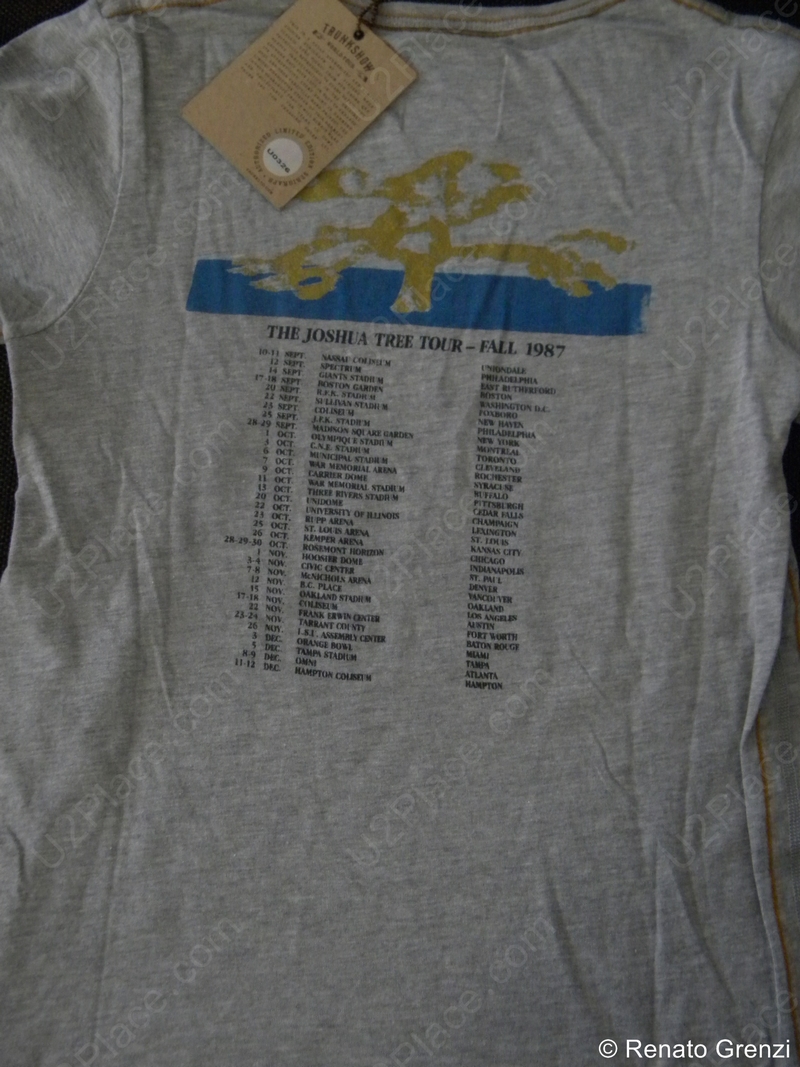 TRUNKSHOW
AUTHORIZED LIMITED EDITION
U0326
THE JOSHUA TREE TOUR – FALL 1987
10-11 SEPT. NASSAU COLISEUM UNIONDALE
12 SEPT. SPECTRUM PHILADELPHIA
14 SEPT. GIANTS STADIUM EAST RUTHERFORD
17-18 SEPT. BOSTON GARDEN BOSTON
20 SEPT. R.F.K. STADIUM WASHINGTON D.C.
22 SEPT. SULLIVAN STADIUM FOXBORO
23 SEPT. COLISEUM NEW HAVEN
25 SEPT. J.F.K. STADIUM PHILADELPHIA
28-29 SEPT. MADISON SQUARE GARDEN NEW YORK
1 OCT. OLYMPIQUE STADIUM MONTREAL
3 OCT. C.N.E. STADIUM TORONTO
6 OCT. MUNICIPAL STADIUM CLEVELAND
7 OCT. WAR MEMORIAL ARENA ROCHESTER
9 OCT. CARRIER DOME SYRACUSE
11 OCT. WAR MEMORIAL STADIUM BUFFALO
13 OCT. THREE RIVERS STADIUM PITTSBURGH
20 OCT. UNIDOME CEDAR FALLS
22 OCT. UNIVERSITY OF ILLINOIS CHAMPAIGN
23 OCT. RUPP ARENA LEXINGTON
25 OCT. ST. LOUIS ARENA ST. LOUIS
26 OCT. KEMPER ARENA KANSAS CITY
28-29-30 OCT. ROSEMONT HORIZON CHICAGO
1 NOV. HOOSIER DOME INDIANAPOLIS
3-4 NOV. CIVIC CENTER ST. PAUL
7-8 NOV. McNICHOLS ARENA DENVER
12 NOV. B.C. PLACE VANCOUVER
15 NOV. OAKLAND STADIUM OAKLAND
17-18 NOV. COLISEUM LOS ANGELES
22 NOV. FRANK ERWIN CENTER AUSTIN
23-24 NOV. TARRANT COUNTY FORT WORTH
26 NOV. L.S.U. ASSEMBLY CENTER BATON ROUGE
3 DEC. ORANGE BOWL MIAMI
5 DEC TAMPA STADIUM TAMPA
8-9 DEC. OMNI ATLANTA
11-12 DEC. HAMPTON COLISEUM HAMPTON
U2Place.com
© Renato Grenzi